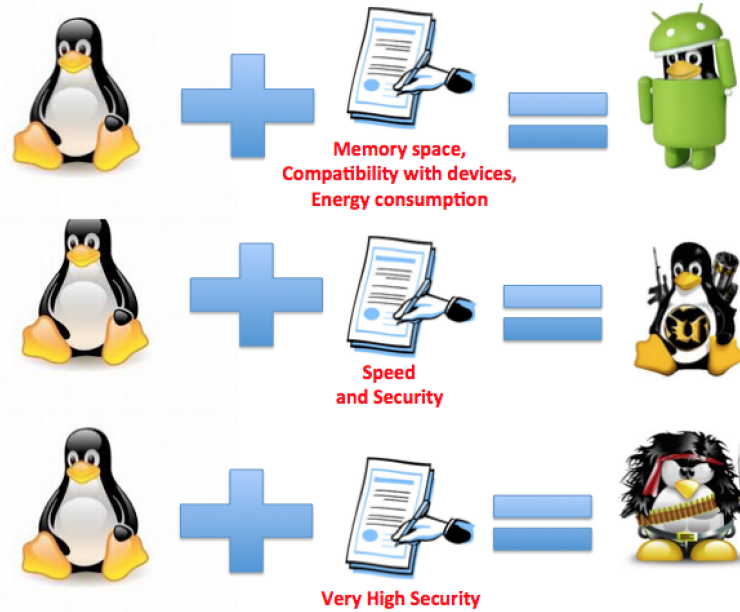 Memory space,
Compatibility with devices,
Energy consumption
Speed
and Security
Very High Security